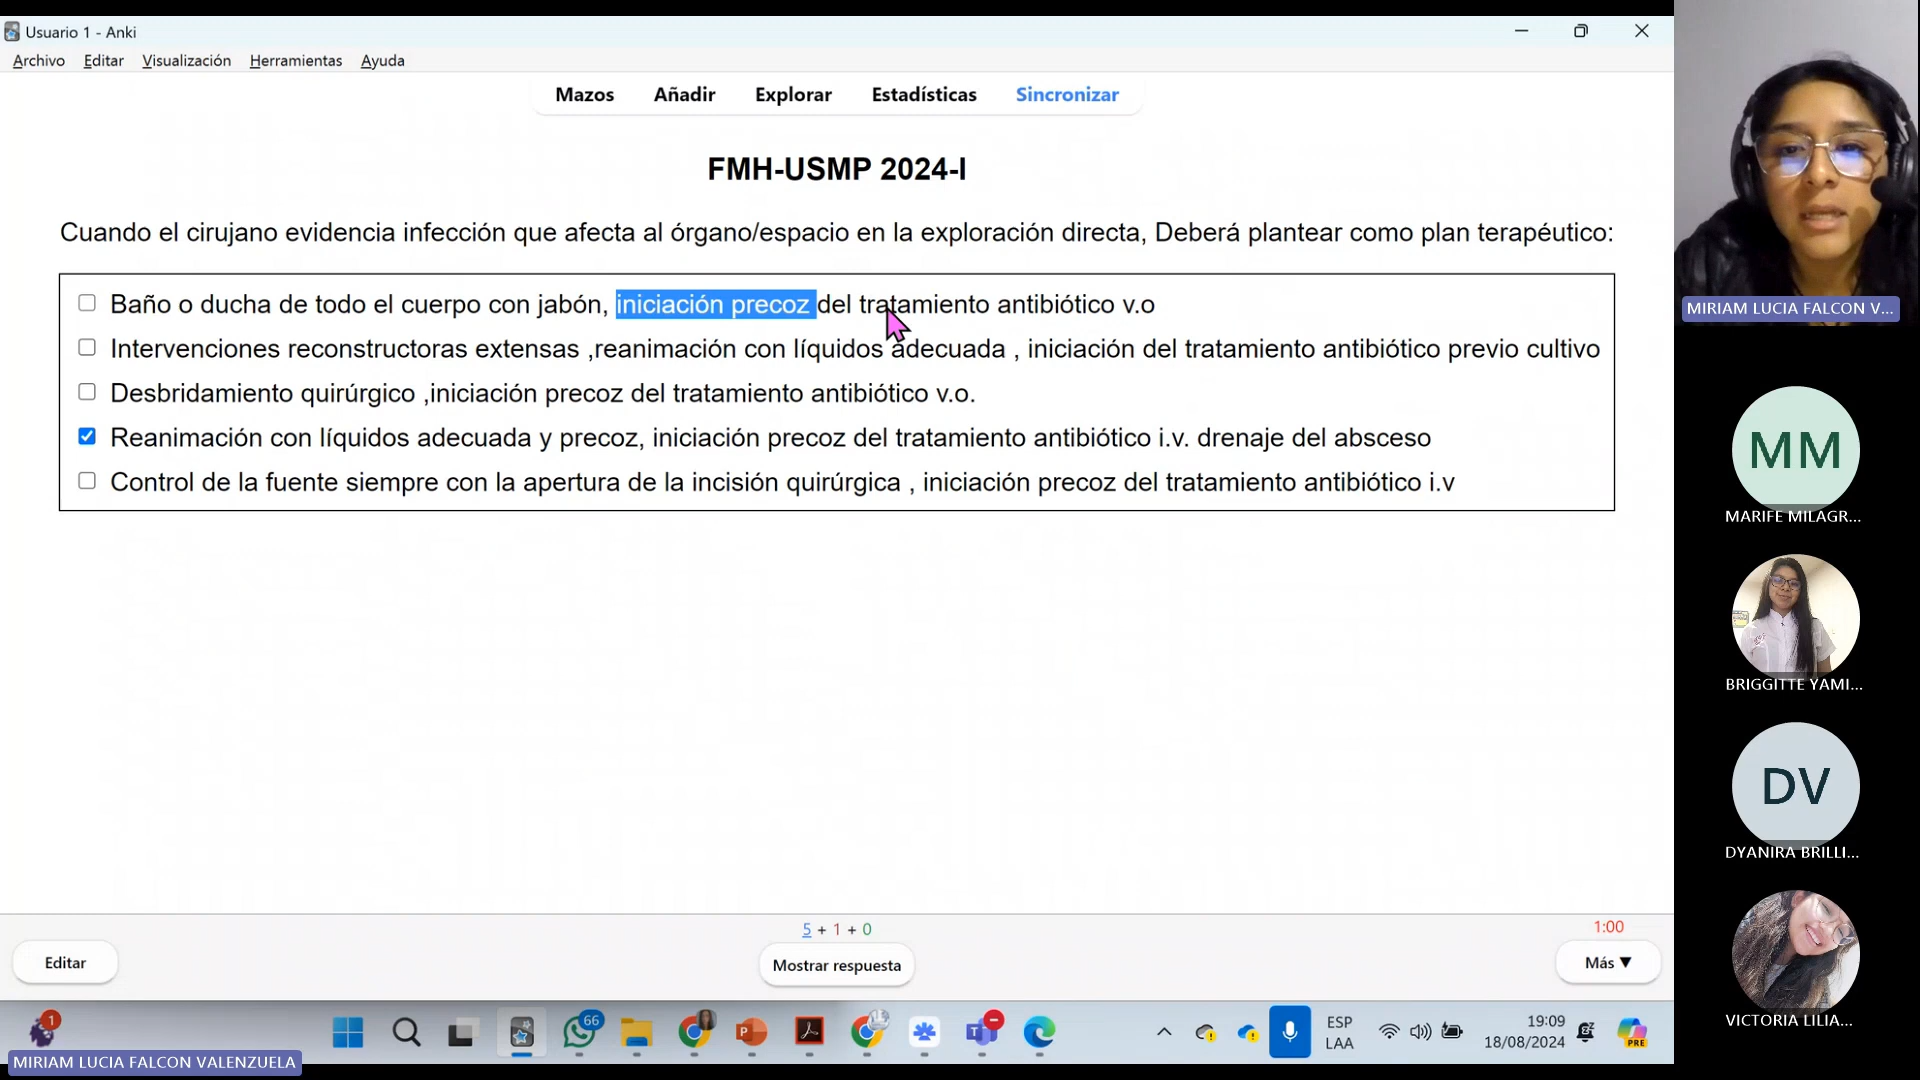 Usuario 1 - Anki
Archivo Editar Visualización Herramientas Ayuda
Mazos Añadir Explorar Estadísticas Sincronizar
FMH-USMP 2024-I
Cuando el cirujano evidencia infección que afecta al órgano/espacio en la exploración directa, Deberá plantear como plan terapéutico:
Baño o ducha de todo el cuerpo con jabón, iniciación precoz del tratamiento antibiótico v.o
Intervenciones reconstructoras extensas ,reanimación con líquidos adecuada , iniciación del tratamiento antibiótico previo cultivo
Desbridamiento quirúrgico ,iniciación precoz del tratamiento antibiótico v.o.
Reanimación con líquidos adecuada y precoz, iniciación precoz del tratamiento antibiótico i.v. drenaje del absceso
Control de la fuente siempre con la apertura de la incisión quirúrgica , iniciación precoz del tratamiento antibiótico i.v
5 + 1 + 0
1:00
Editar
Mostrar respuesta
Más ▼
1
66
ESP
LAA
19:09
18/08/2024
PRE
MIRIAM LUCIA FALCON VALENZUELA
MIRIAM LUCIA FALCON V...
MM
MARIFE MILAGR...
BRIGGITTE YAMI...
DV
DYANIRA BRILLI...
VICTORIA LILIA...